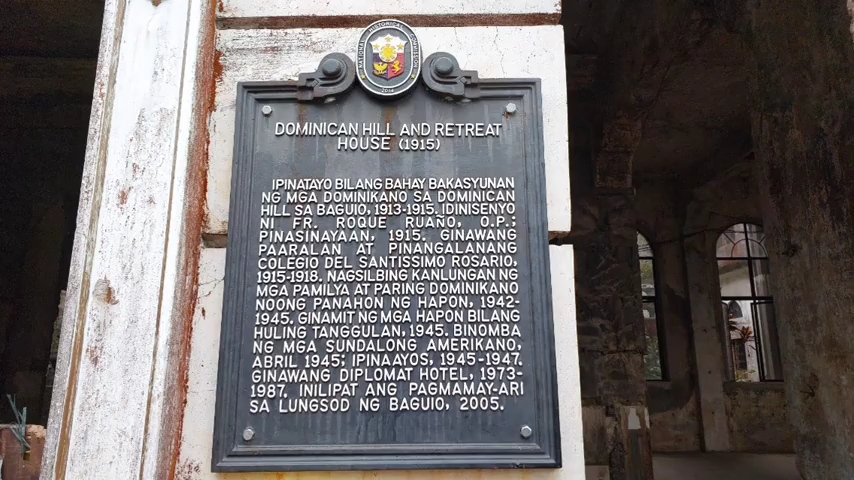 NATIONAL HISTORICAL COMMISSION
2014
DOMINICAN HILL AND RETREAT
HOUSE (1915)
IPINATAYO BILANG BAHAY BAKASYUNAN
NG MGA DOMINIKANO SA DOMINICAN
HILL SA BAGUIO, 1913-1915. IDINISENYO
NI FR. ROQUE RUAÑO, O.P.;
PINASINAYAAN, 1915. GINAWANG
PAARALAN AT PINANGALANANG
COLEGIO DEL SANTISSIMO ROSARIO,
1915-1918. NAGSILBING KANLUNGAN NG
MGA PAMILYA AT PARING DOMINIKANO
NOONG PANAHON NG HAPON, 1942-
1945. GINAMIT NG MGA HAPON BILANG
HULING TANGGULAN, 1945. BINOMBA
NG MGA SUNDALONG AMERIKANO,
ABRIL 1945; IPINAAYOS, 1945-1947.
GINAWANG DIPLOMAT HOTEL, 1973-
1987. INILIPAT ANG PAGMAMAY-ARI
SA LUNGSOD NG BAGUIO, 2005.